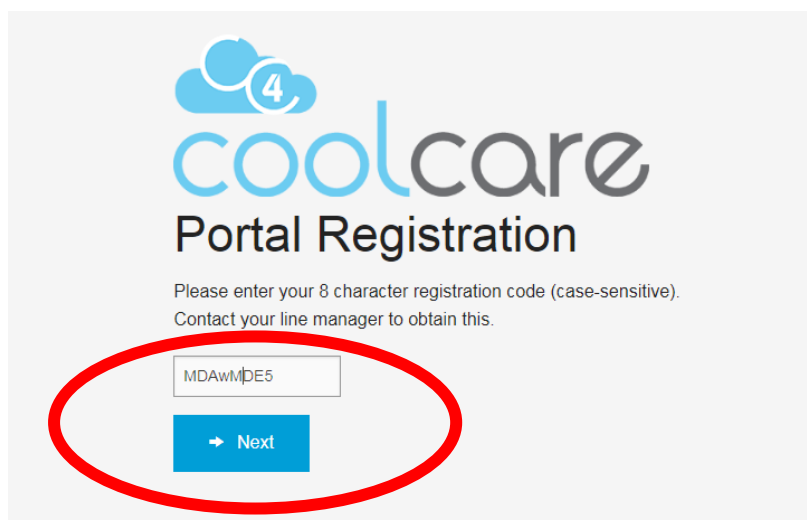 4
coolcare
Portal Registration
Please enter your 8 character registration code (case-sensitive).
Contact your line manager to obtain this.
MDAwMDE5
Next